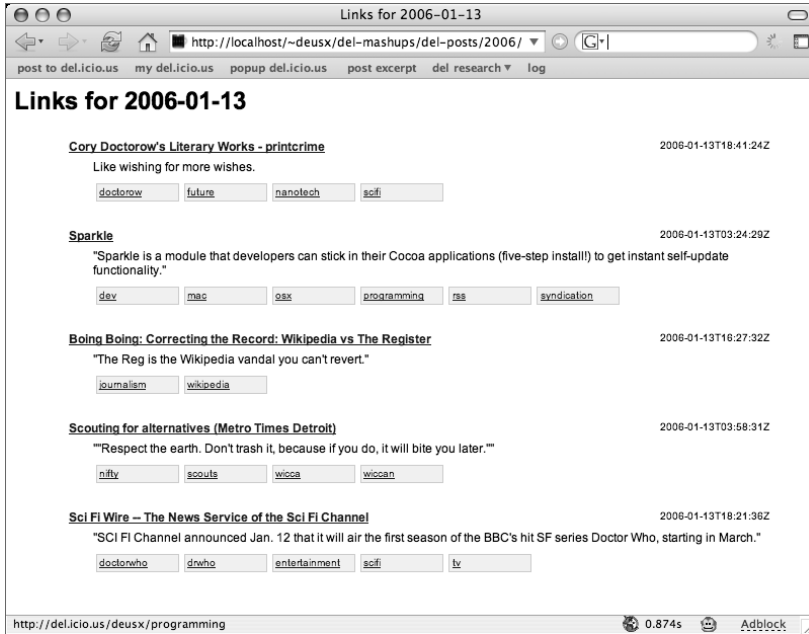 Links for 2006-01-13
http://localhost/~deusx/del-mashups/del-posts/2006/
G
post to del.icio.us my del.icio.us popup del.icio.us post excerpt del research log
Links for 2006-01-13
Cory Doctorow's Literary Works - printcrime 2006-01-13T18:41:24Z
Like wishing for more wishes.
doctorow future nanotech scifi
Sparkle 2006-01-13T03:24:29Z
"Sparkle is a module that developers can stick in their Cocoa applications (five-step install!) to get instant self-update
functionality."
dev mac osx programming rss syndication
Boing Boing: Correcting the Record: Wikipedia vs The Register 2006-01-13T16:27:32Z
"The Reg is the Wikipedia vandal you can't revert."
journalism wikipedia
Scouting for alternatives (Metro Times Detroit) 2006-01-13T03:58:31Z
""Respect the earth. Don't trash it, because if you do, it will bite you later.""
nifty scouts wicca wiccan
Sci Fi Wire -- The News Service of the Sci Fi Channel 2006-01-13T18:21:36Z
"SCI FI Channel announced Jan. 12 that it will air the first season of the BBC's hit SF series Doctor Who, starting in March."
doctorwho drwho entertainment scifi tv
http://del.icio.us/deusx/programming 0.874s Adblock